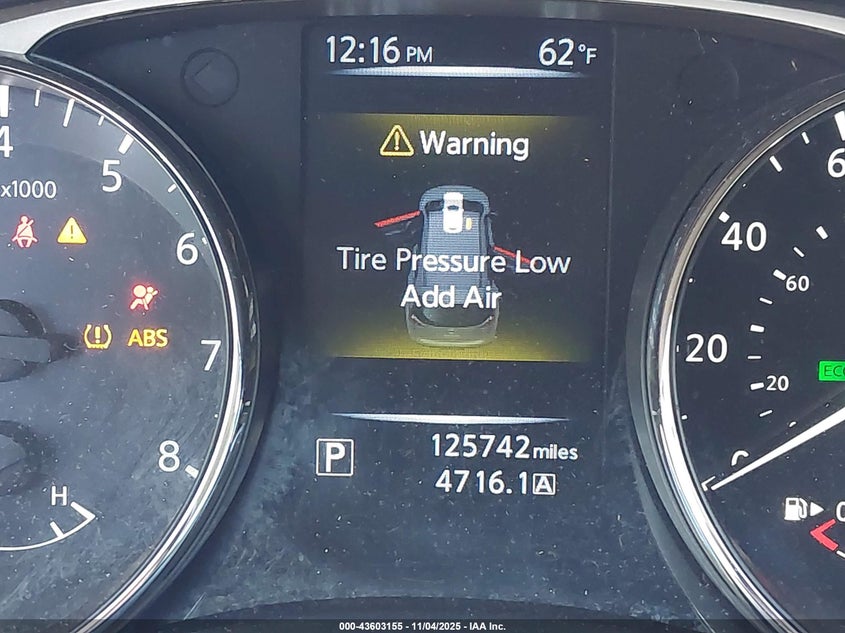 12:16 PM 62°F
Warning
Tire Pressure Low
Add Air
P 125742 miles
4716.1 A
4
5
x1000
6
ABS
7
8
H
6
40
60
20
20
0
000-43603155 - 11/04/2025 - IAA Inc.